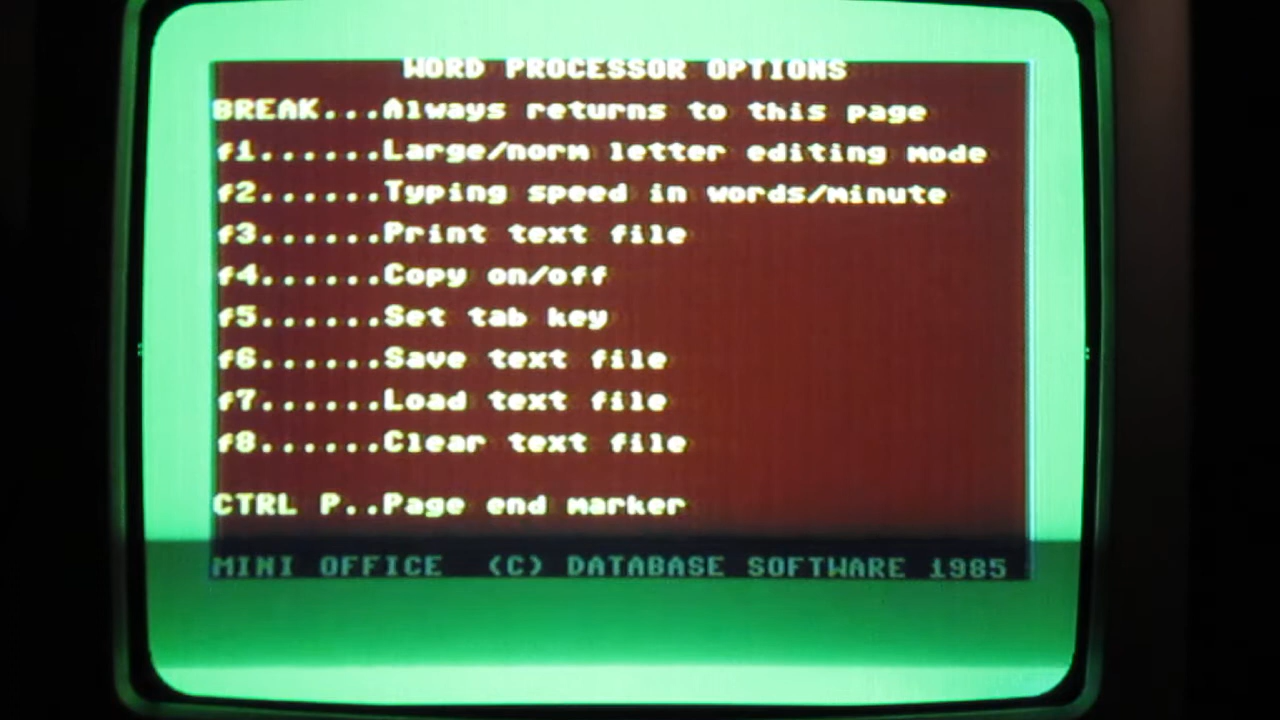 WORD PROCESSOR OPTIONS
BREAK...Always returns to this page
f1......Large/norm letter editing mode
f2......Typing speed in words/minute
f3......Print text file
f4......Copy on/off
f5......Set tab key
f6......Save text file
f7......Load text file
f8......Clear text file
CTRL P..Page end marker
MINI OFFICE (C) DATABASE SOFTWARE 1985